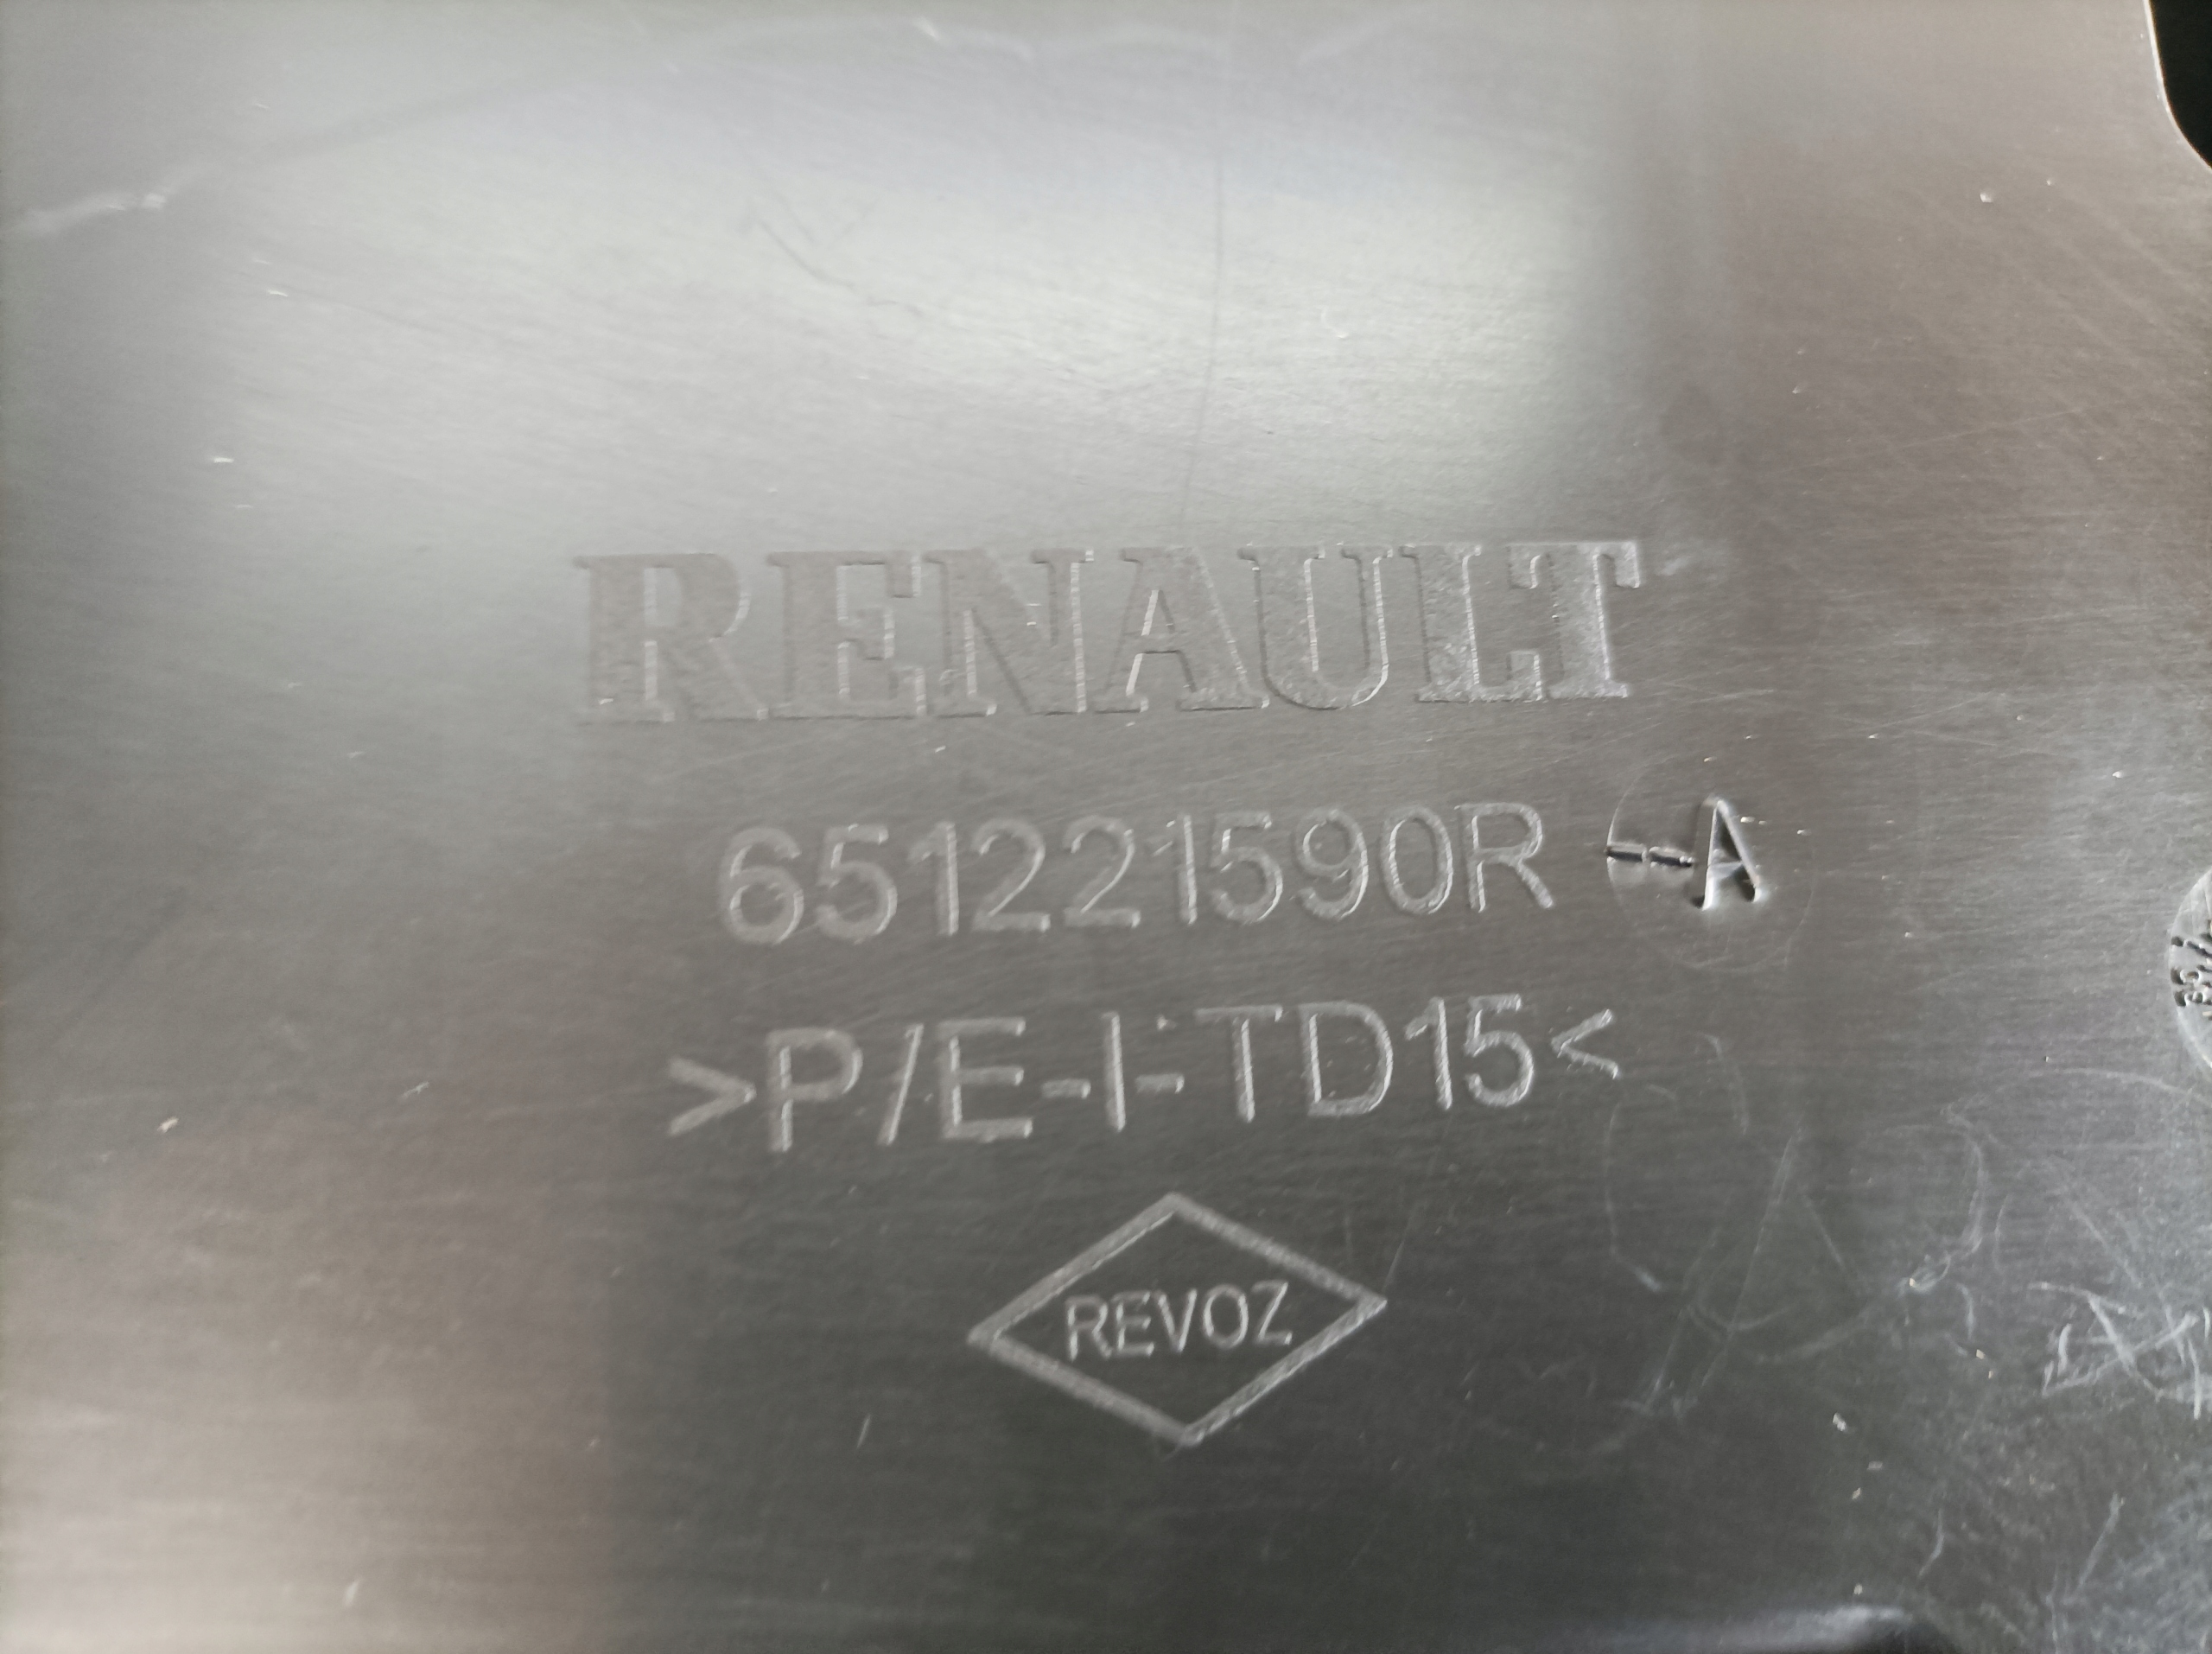 RENAULT
651221590R --A
>P/E-I-TD15<
REVOZ